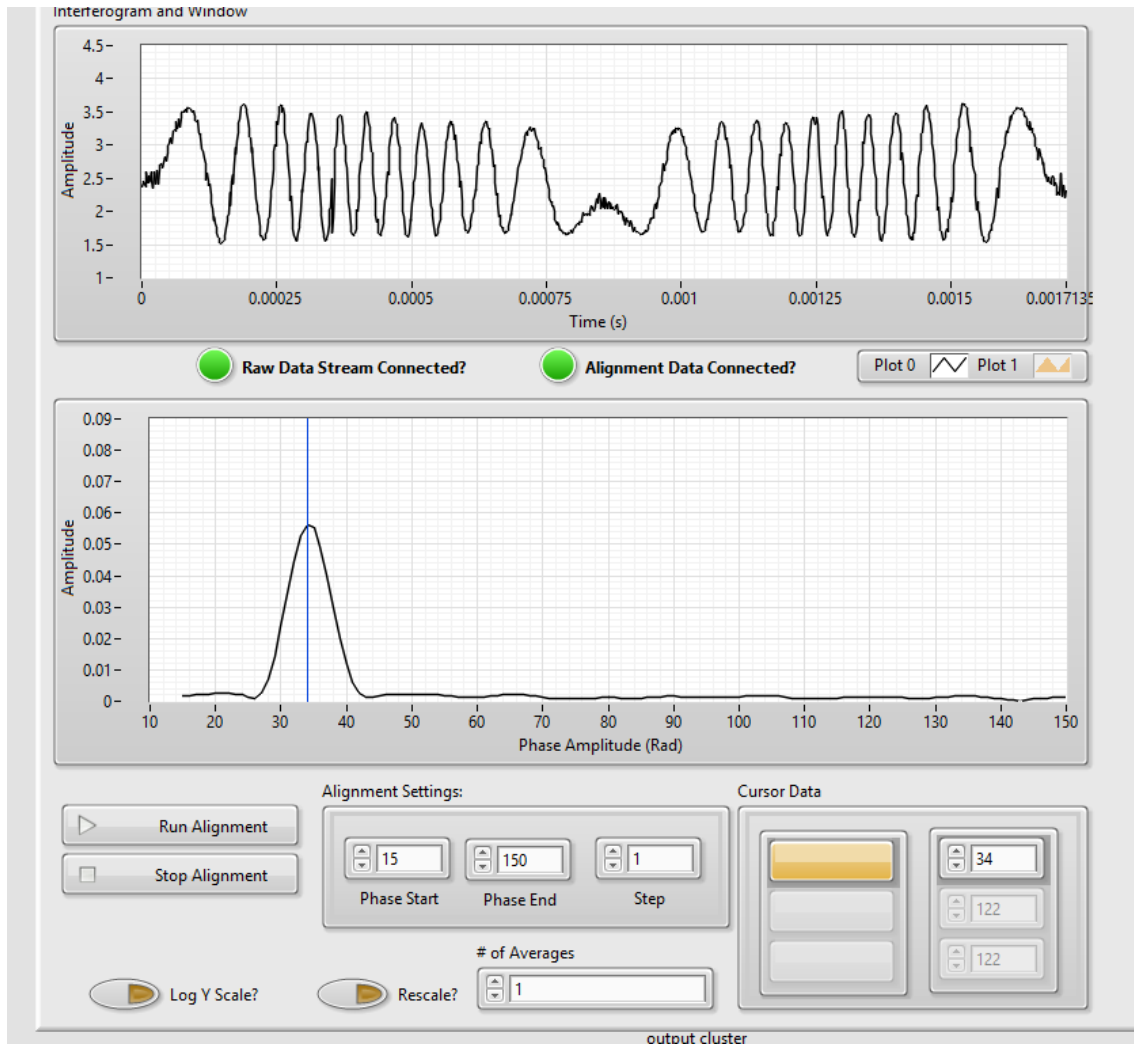 Interferogram and Window
4.5
4
3.5
3
2.5
2
1.5
1
Amplitude
0 0.00025 0.0005 0.00075 0.001 0.00125 0.0015 0.0017135
Time (s)
Raw Data Stream Connected? Alignment Data Connected? Plot 0 Plot 1
0.09
0.08
0.07
0.06
0.05
0.04
0.03
0.02
0.01
0
Amplitude
10 20 30 40 50 60 70 80 90 100 110 120 130 140 150
Phase Amplitude (Rad)
Run Alignment
Stop Alignment
Alignment Settings:
15 150 1
Phase Start Phase End Step
Cursor Data
34
122
122
# of Averages
1
Log Y Scale? Rescale?
output cluster